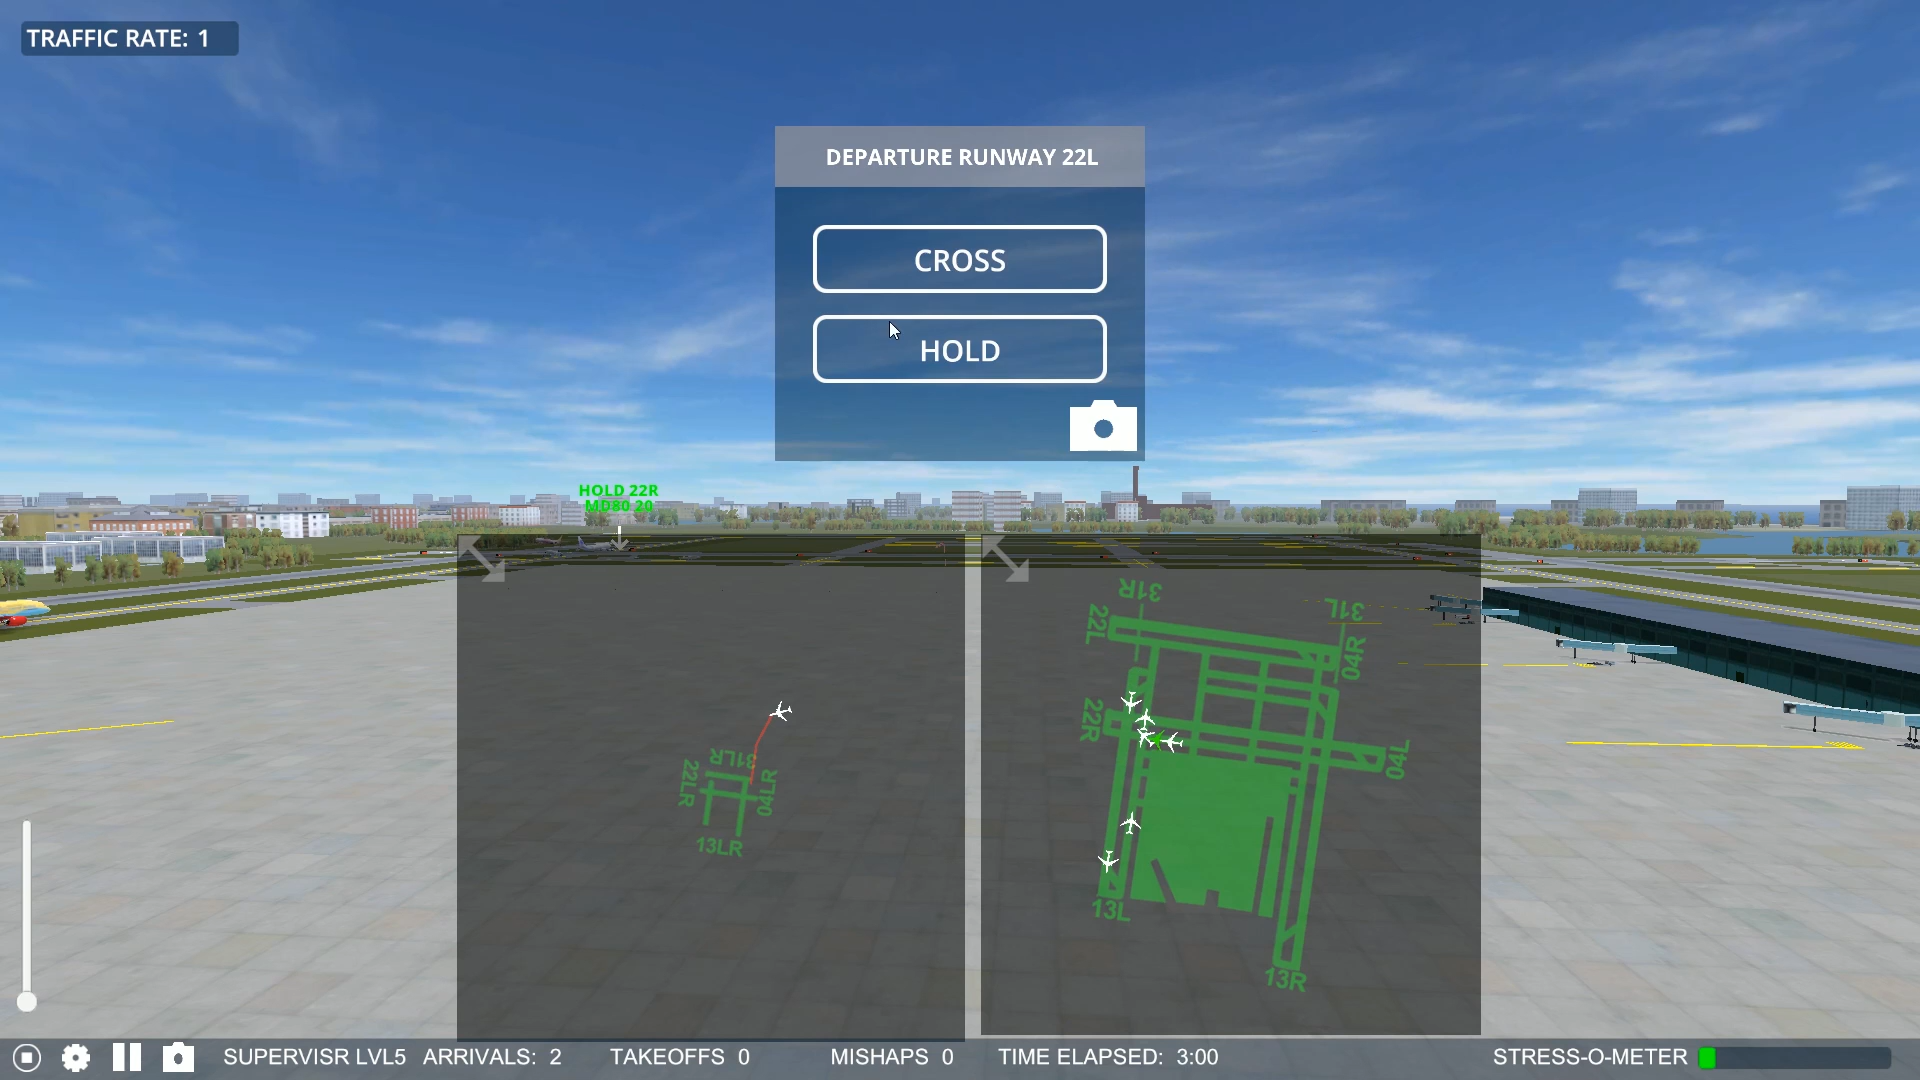 TRAFFIC RATE: 1
DEPARTURE RUNWAY 22L
CROSS
HOLD
HOLD 22R
MD80 20
31LR
22LR
04LR
13LR
31R
31L
22L
04R
22R
04L
13L
13R
SUPERVISR LVL5 ARRIVALS: 2 TAKEOFFS 0 MISHAPS 0 TIME ELAPSED: 3:00 STRESS-O-METER